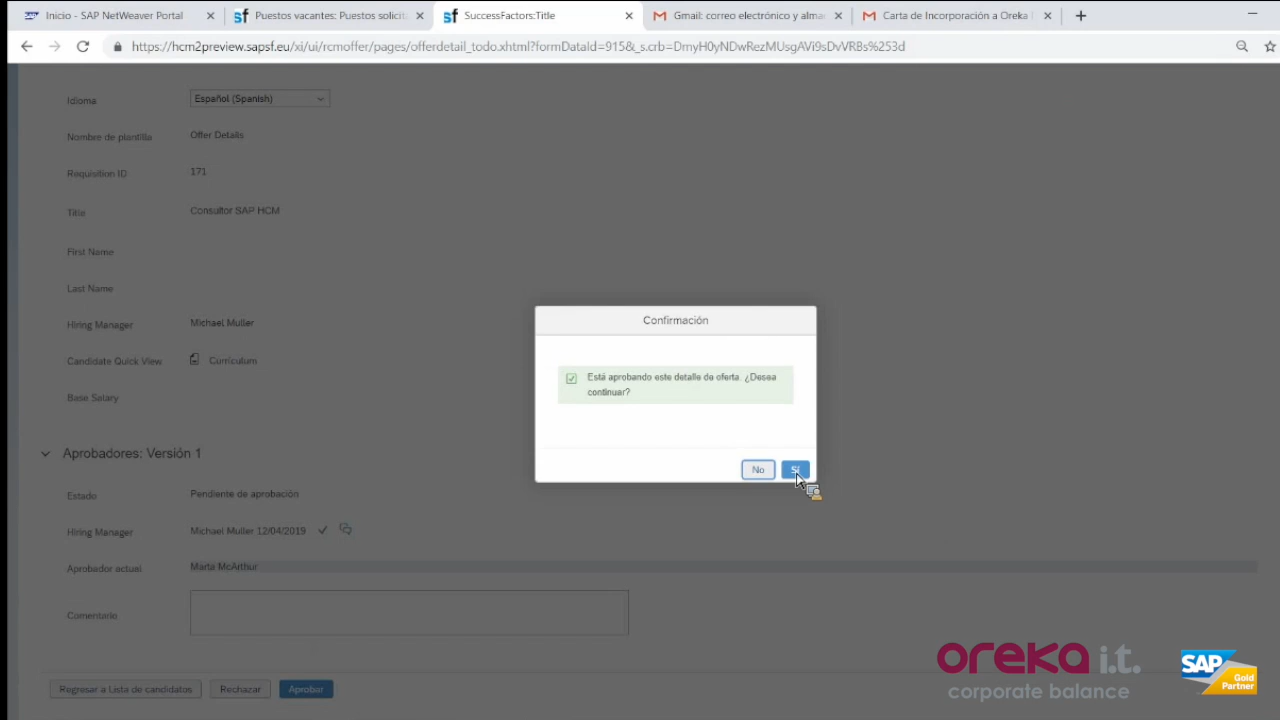 Inicio - SAP NetWeaver Portal
Puestos vacantes: Puestos solicita
SuccessFactors:Title
Gmail: correo electrónico y alma
Carta de Incorporación a Oreka I
https://hcm2preview.sapsf.eu/xi/ui/rcmoffer/pages/offerdetail_todo.xhtml?formDataId=915&_s.crb=DmyH0yNDwRezMUsgAVi9sDvVRBs%253d
Idioma Español (Spanish)
Nombre de plantilla Offer Details
Requisition ID 171
Title Consultor SAP HCM
First Name
Last Name
Hiring Manager Michael Muller
Candidate Quick View Currículum
Base Salary
Confirmación
Está aprobando este detalle de oferta. ¿Desea
continuar?
No Sí
Aprobadores: Versión 1
Estado Pendiente de aprobación
Hiring Manager Michael Muller 12/04/2019
Aprobador actual Marta McArthur
Comentario
Regresar a Lista de candidatos Rechazar Aprobar
oreka i.t.
corporate balance
SAP Gold
Partner